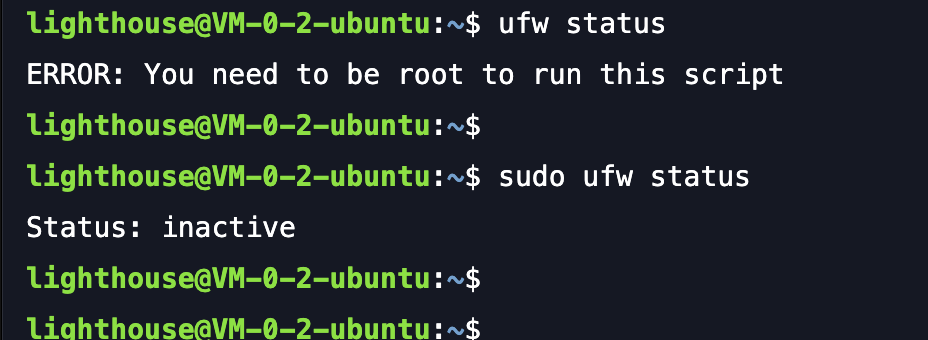 lighthouse@VM-0-2-ubuntu:~$ ufw status
ERROR: You need to be root to run this script
lighthouse@VM-0-2-ubuntu:~$
lighthouse@VM-0-2-ubuntu:~$ sudo ufw status
Status: inactive
lighthouse@VM-0-2-ubuntu:~$
lighthouse@VM-0-2-ubuntu:~$